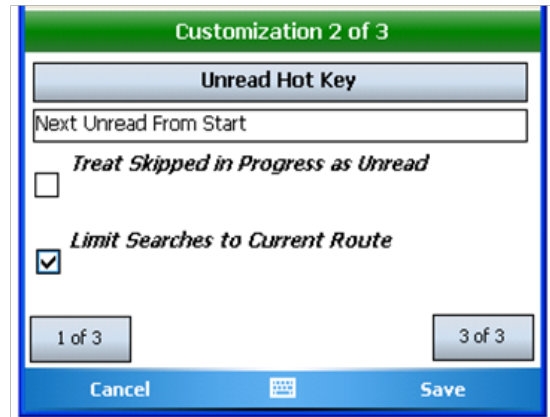 Customization 2 of 3
Unread Hot Key
Next Unread From Start
Treat Skipped in Progress as Unread
Limit Searches to Current Route
1 of 3
3 of 3
Cancel
Save